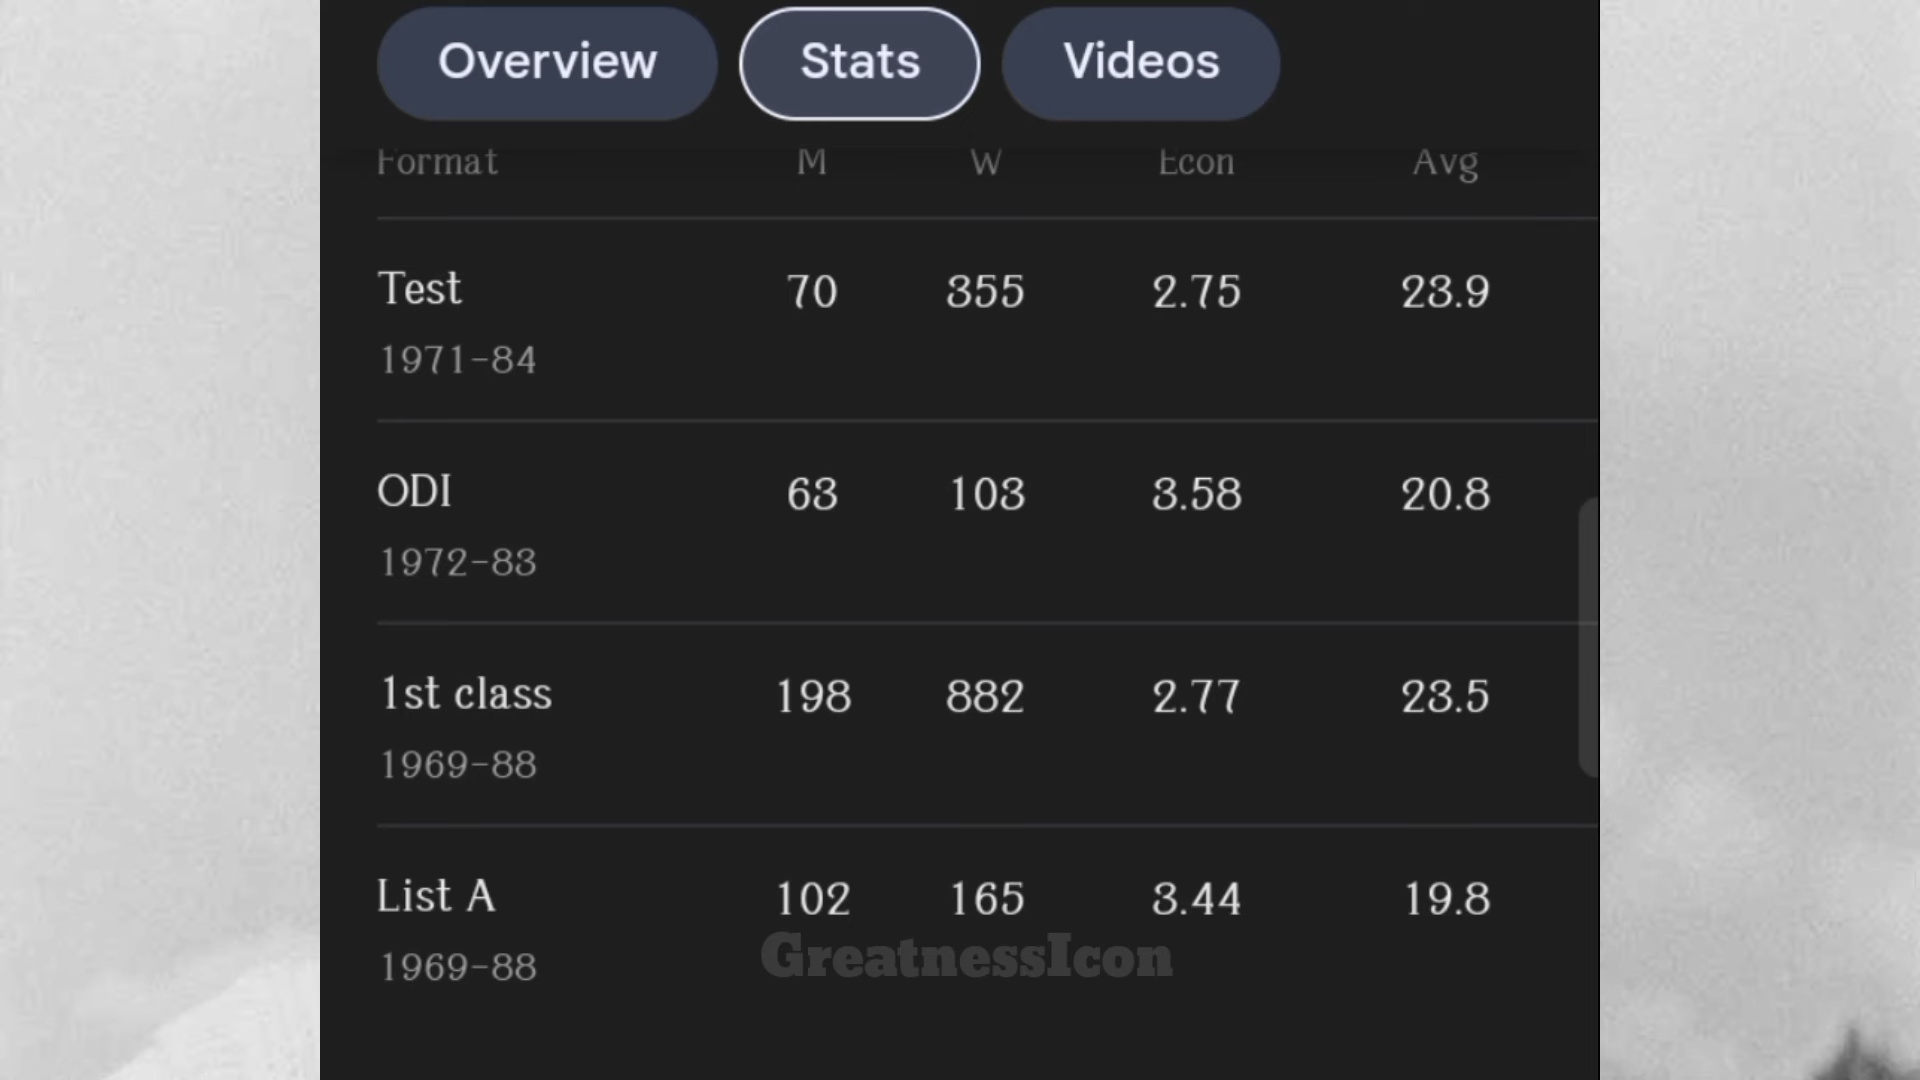 Overview Stats Videos
Format M W Econ Avg
Test 70 355 2.75 23.9
1971-84
ODI 63 103 3.58 20.8
1972-83
1st class 198 882 2.77 23.5
1969-88
List A 102 165 3.44 19.8
GreatnessIcon
1969-88